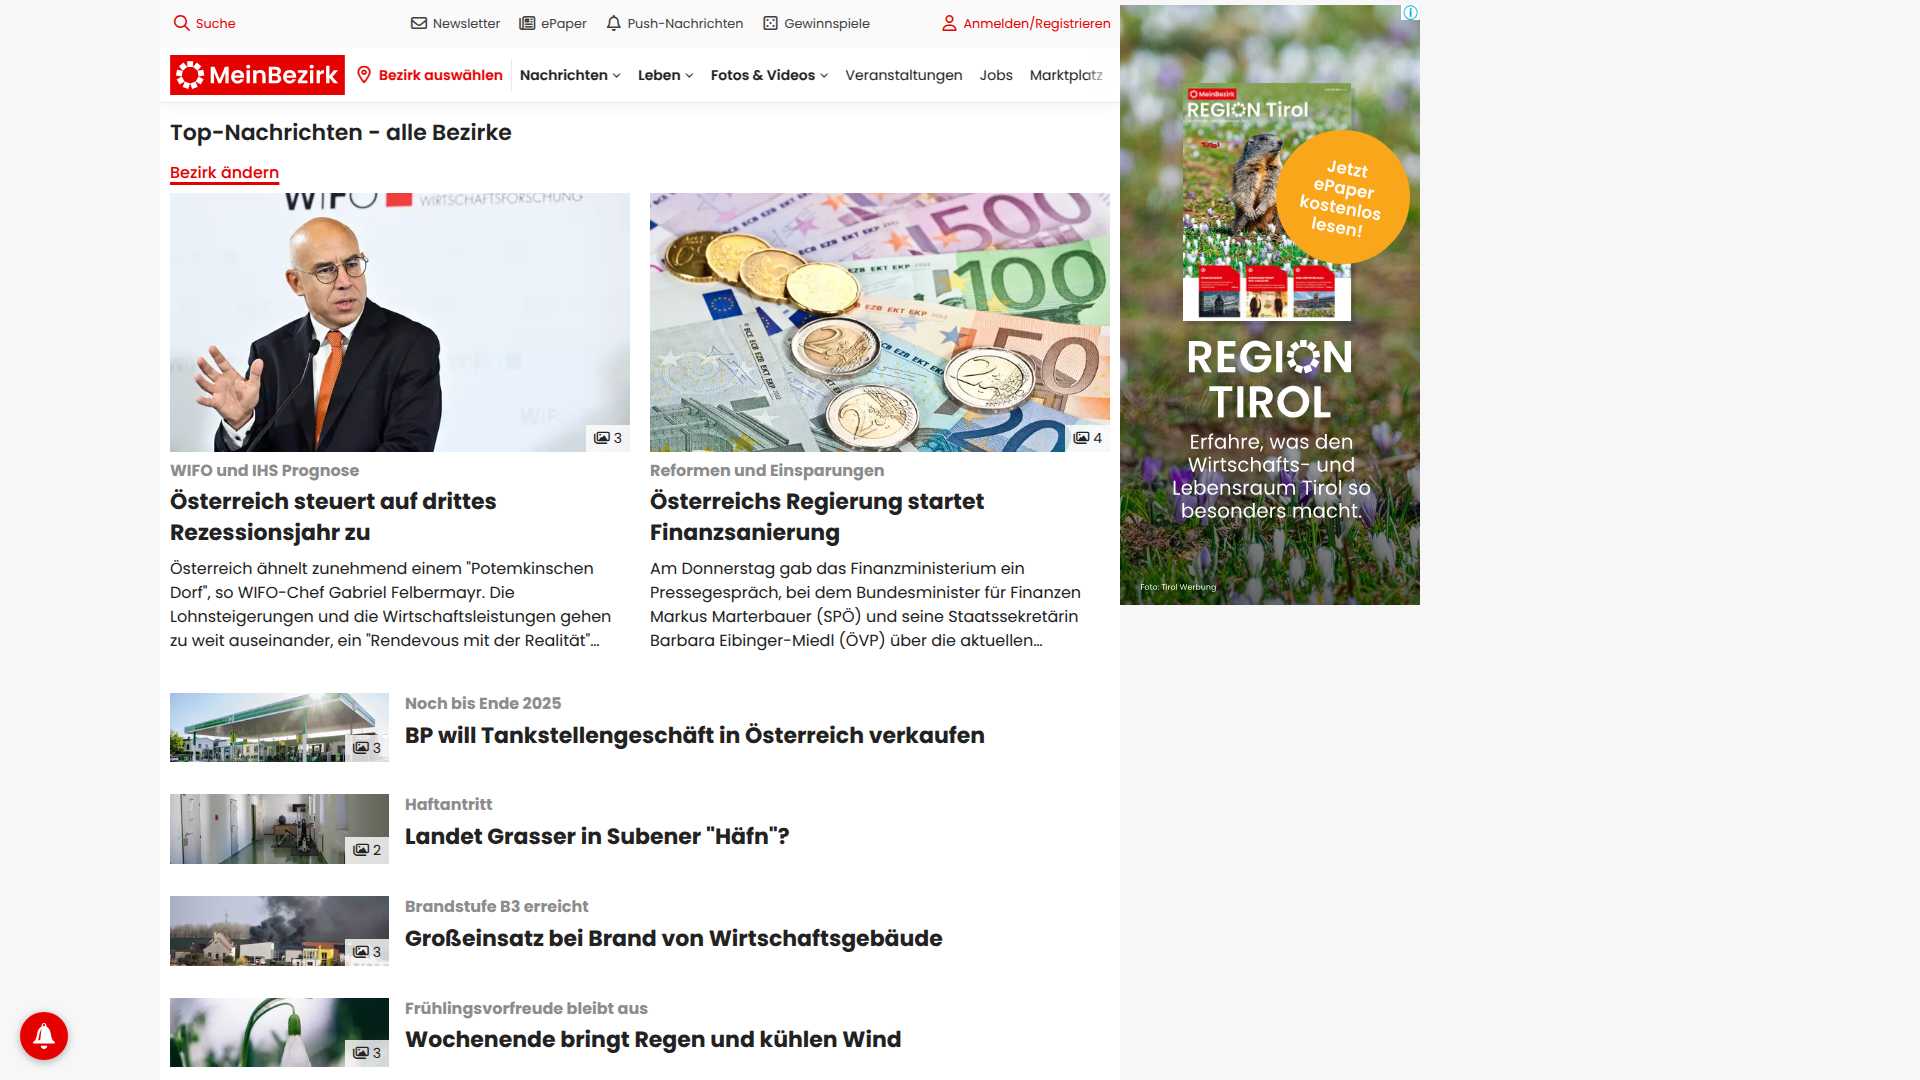 Suche
Newsletter
ePaper
Push-Nachrichten
Gewinnspiele
Anmelden/Registrieren
MeinBezirk
Bezirk auswählen
Nachrichten
Leben
Fotos & Videos
Veranstaltungen
Jobs
Marktplatz
Top-Nachrichten - alle Bezirke
Bezirk ändern
WIFO
WIRTSCHAFTSFORSCHUNG
3
WIFO und IHS Prognose
Österreich steuert auf drittes
Rezessionsjahr zu
Österreich ähnelt zunehmend einem "Potemkinschen
Dorf", so WIFO-Chef Gabriel Felbermayr. Die
Lohnsteigerungen und die Wirtschaftsleistungen gehen
zu weit auseinander, ein "Rendevous mit der Realität"...
500
100
50
20
4
Reformen und Einsparungen
Österreichs Regierung startet
Finanzsanierung
Am Donnerstag gab das Finanzministerium ein
Pressegespräch, bei dem Bundesminister für Finanzen
Markus Marterbauer (SPÖ) und seine Staatssekretärin
Barbara Eibinger-Miedl (ÖVP) über die aktuellen...
3
Noch bis Ende 2025
BP will Tankstellengeschäft in Österreich verkaufen
2
Haftantritt
Landet Grasser in Subener "Häfn"?
3
Brandstufe B3 erreicht
Großeinsatz bei Brand von Wirtschaftsgebäude
3
Frühlingsvorfreude bleibt aus
Wochenende bringt Regen und kühlen Wind
MeinBezirk
REGION Tirol
Jetzt
ePaper
kostenlos
lesen!
REGION
TIROL
Erfahre, was den
Wirtschafts- und
Lebensraum Tirol so
besonders macht.
Foto: Tirol Werbung